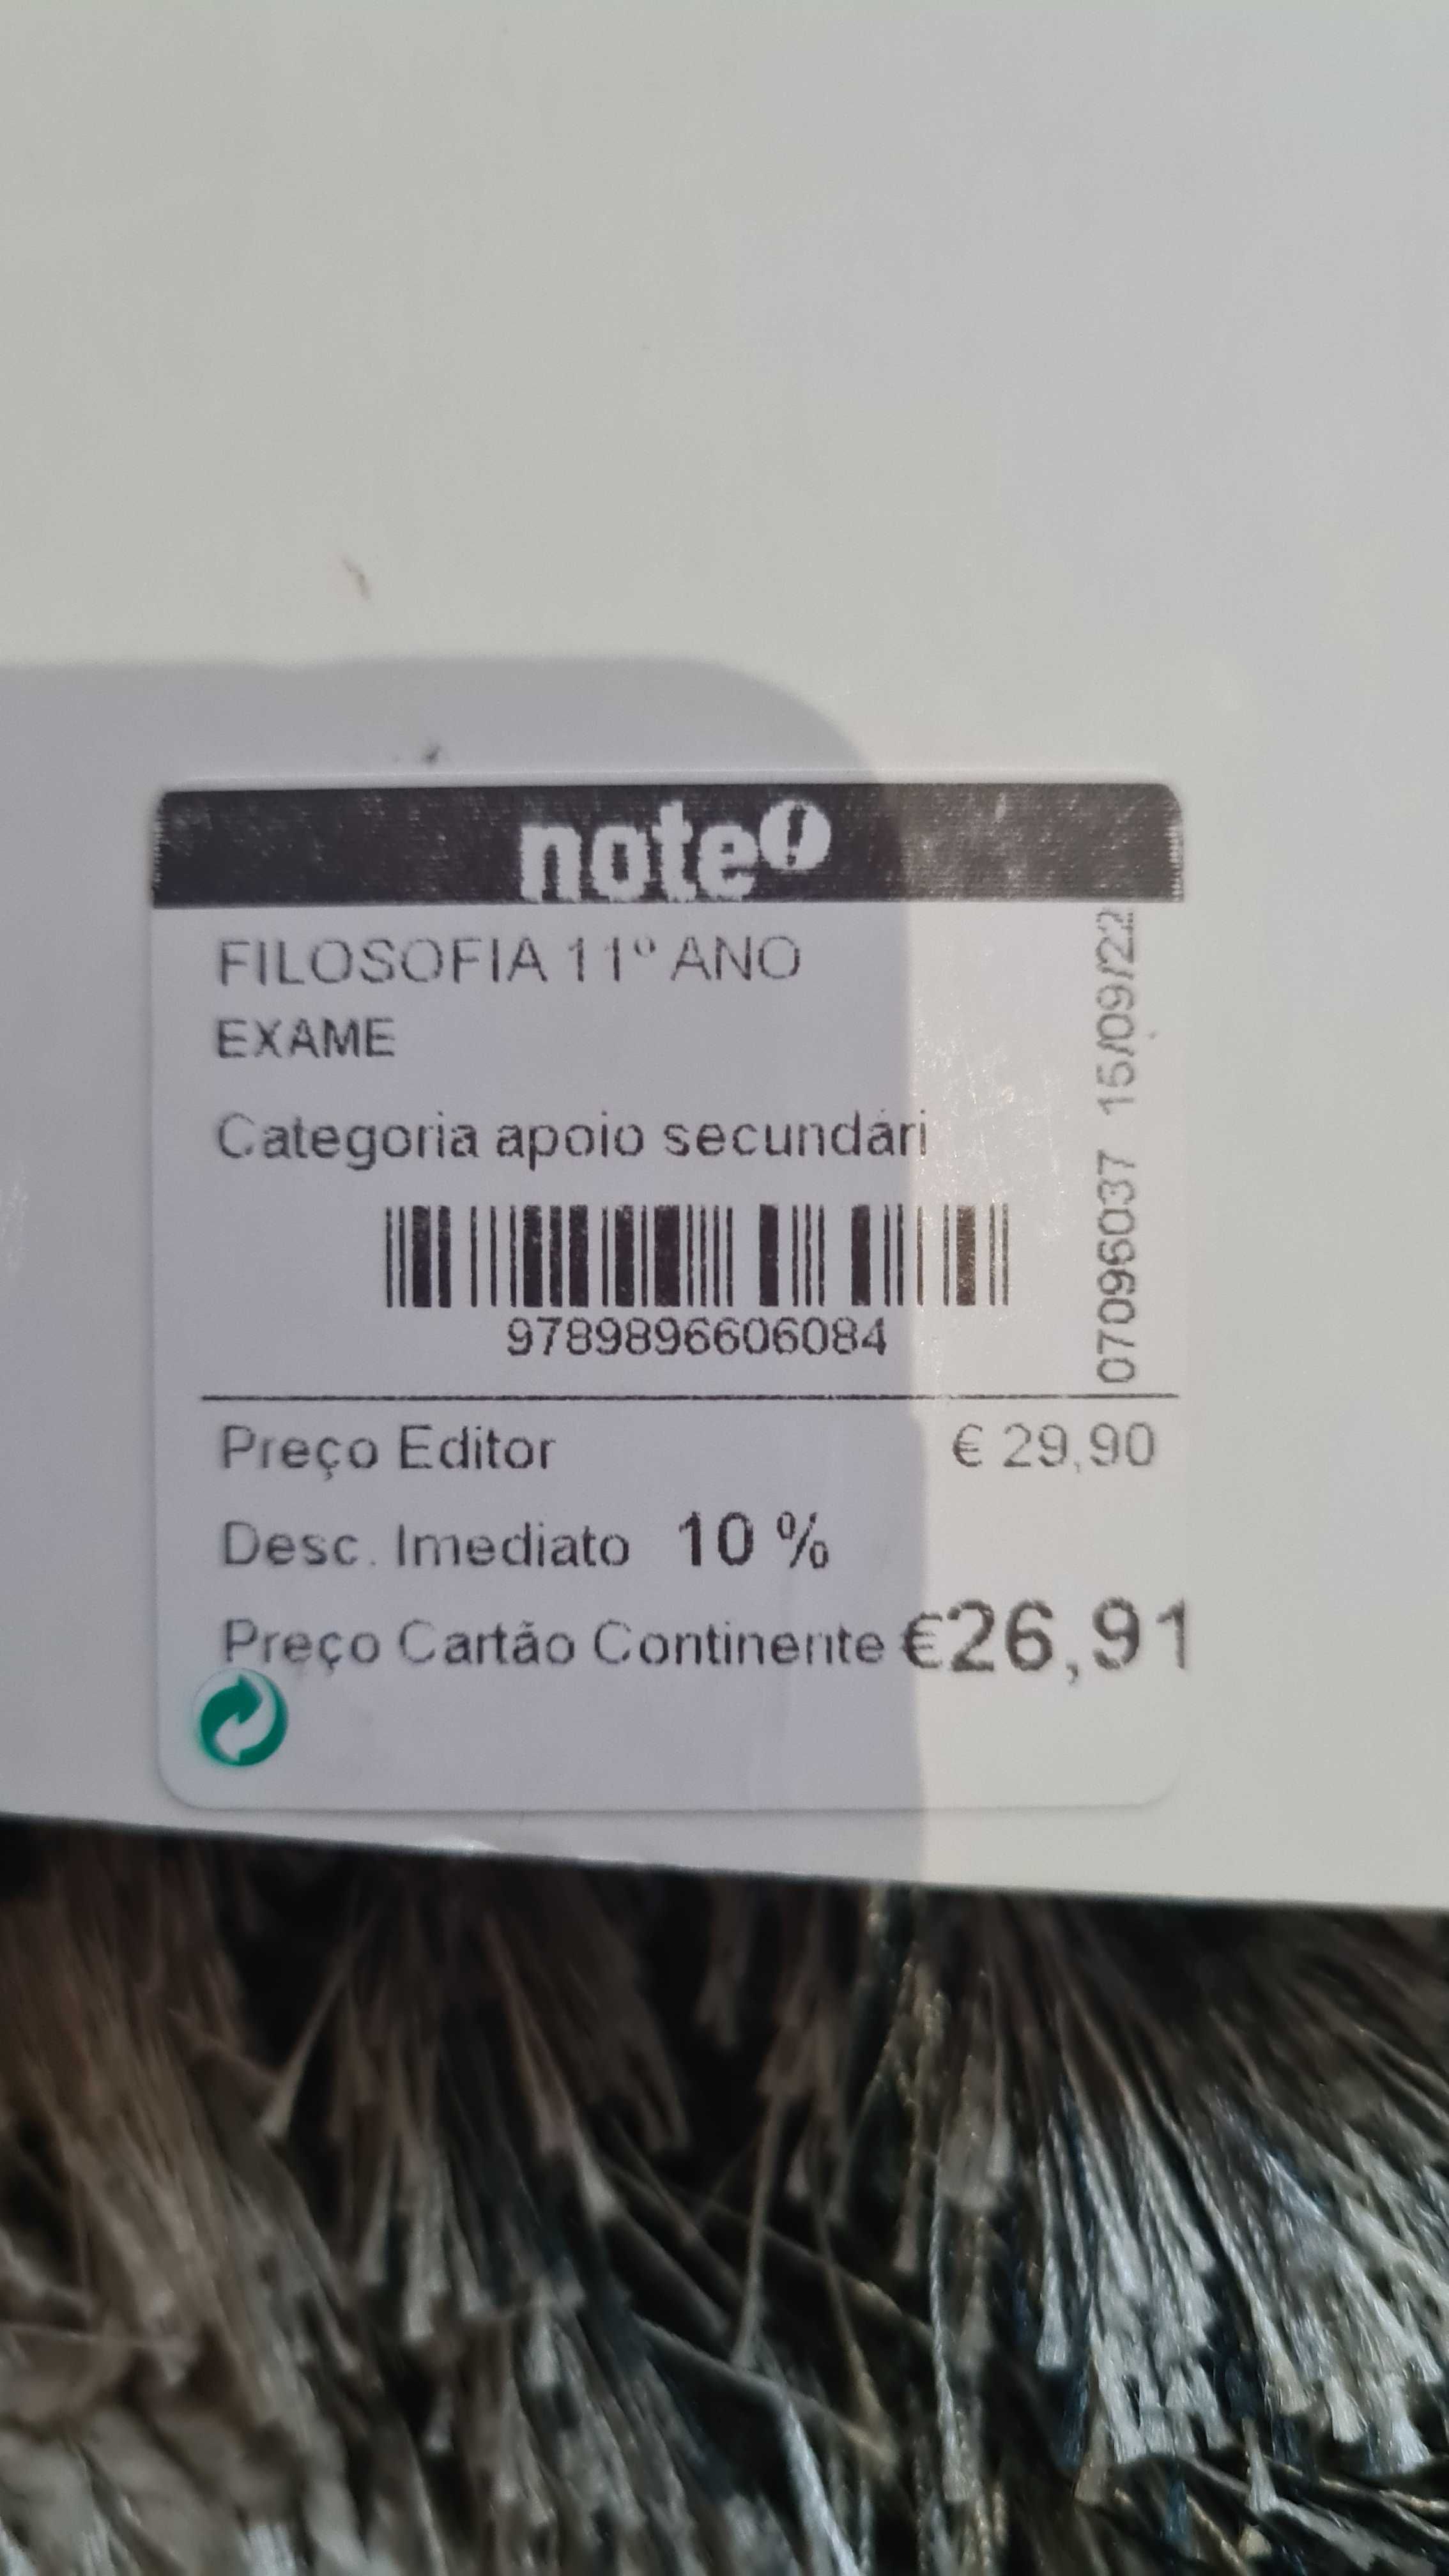 note!
FILOSOFIA 11º ANO
EXAME
Categoria apoio secundári
9789896606084
07096037 15/09/22
Preço Editor € 29,90
Desc. Imediato 10 %
Preço Cartão Continente €26,91